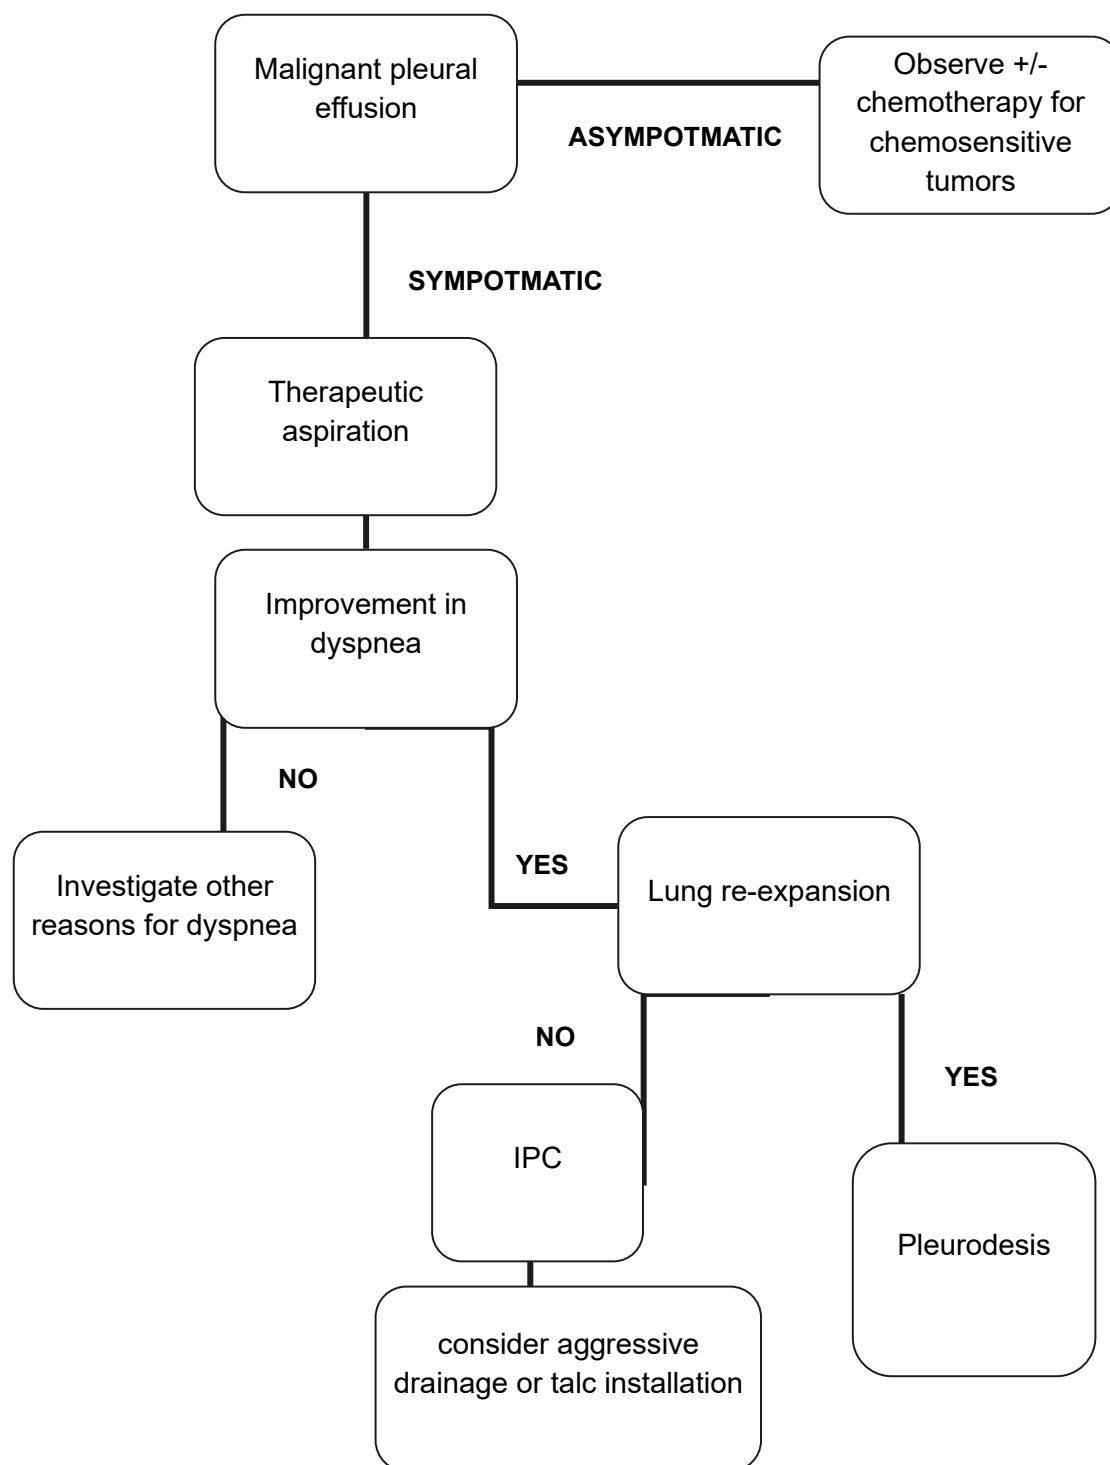 Malignant pleural
effusion
Observe +/-
chemotherapy for
chemosensitive
tumors
ASYMPOTMATIC
SYMPOTMATIC
Therapeutic
aspiration
Improvement in
dyspnea
NO
YES
Investigate other
reasons for dyspnea
Lung re-expansion
NO
YES
IPC
Pleurodesis
consider aggressive
drainage or talc installation